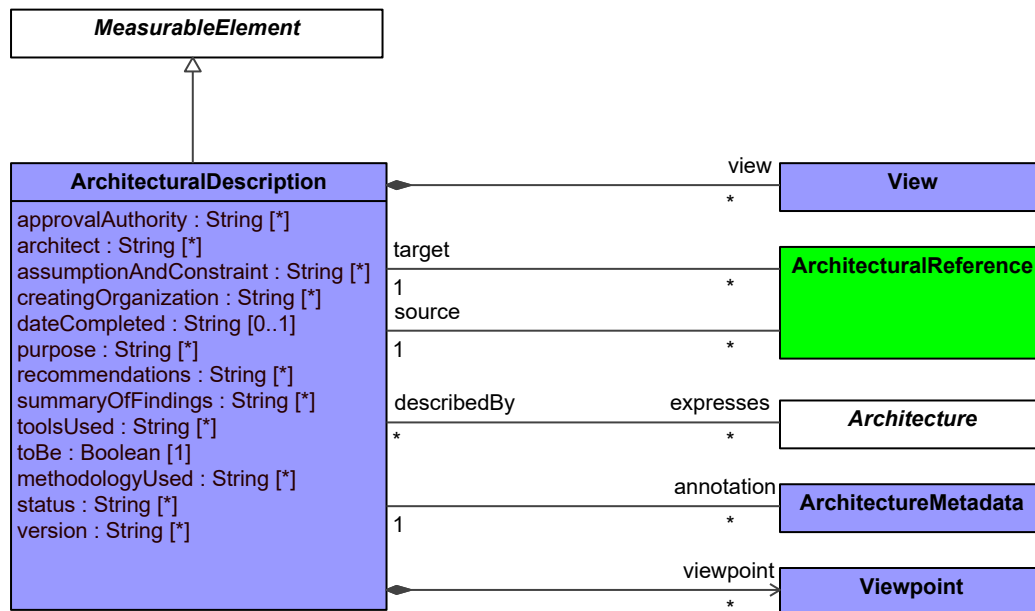 MeasurableElement
ArchitecturalDescription
approvalAuthority : String [*]
architect : String [*]
assumptionAndConstraint : String [*]
creatingOrganization : String [*]
dateCompleted : String [0..1]
purpose : String [*]
recommendations : String [*]
summaryOfFindings : String [*]
toolsUsed : String [*]
toBe : Boolean [1]
methodologyUsed : String [*]
status : String [*]
version : String [*]
view
*
View
target
1
*
source
1
*
ArchitecturalReference
describedBy
*
expresses
*
Architecture
1
annotation
*
ArchitectureMetadata
viewpoint
*
Viewpoint